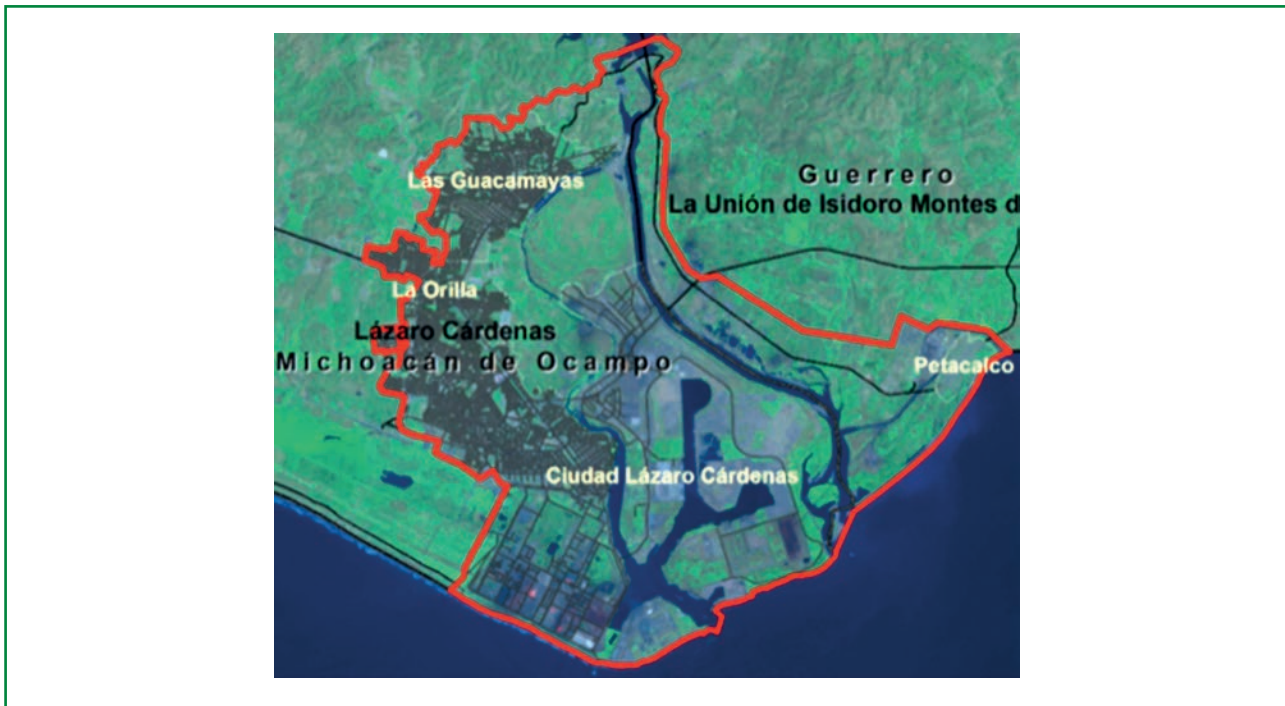 Las Guacamayas
Guerrero
La Unión de Isidoro Montes d
La Orilla
Lázaro Cárdenas
Michoacán de Ocampo
Petacalco
Ciudad Lázaro Cárdenas